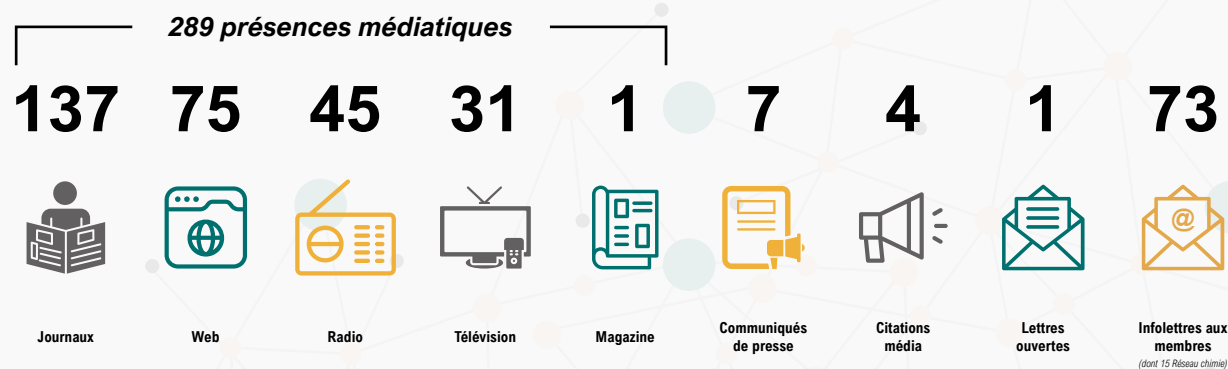 289 présences médiatiques
137 75 45 31 1 7 4 1 73
@
Journaux Web Radio Télévision Magazine Communiqués de presse Citations média Lettres ouvertes Infolettres aux membres
(dont 15 Réseau chimie)